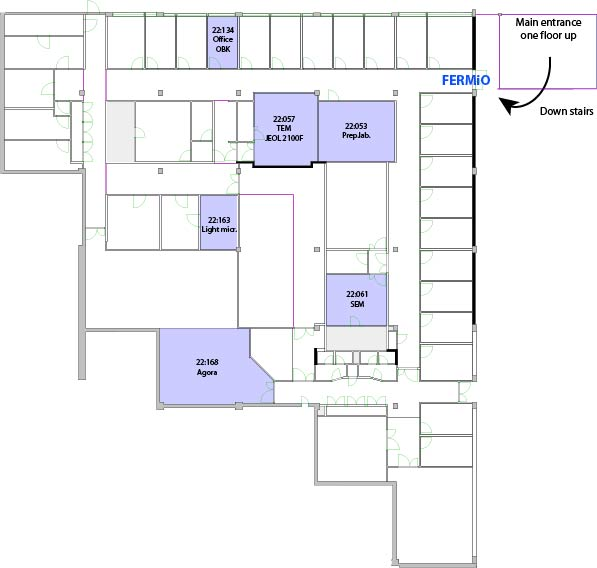 Main entrance
one floor up
22:134
Office
OBK
FERMiO
Down stairs
22:057
TEM
JEOL 2100F
22:053
Prep.lab.
22:163
Light micr.
22:061
SEM
22:168
Agora